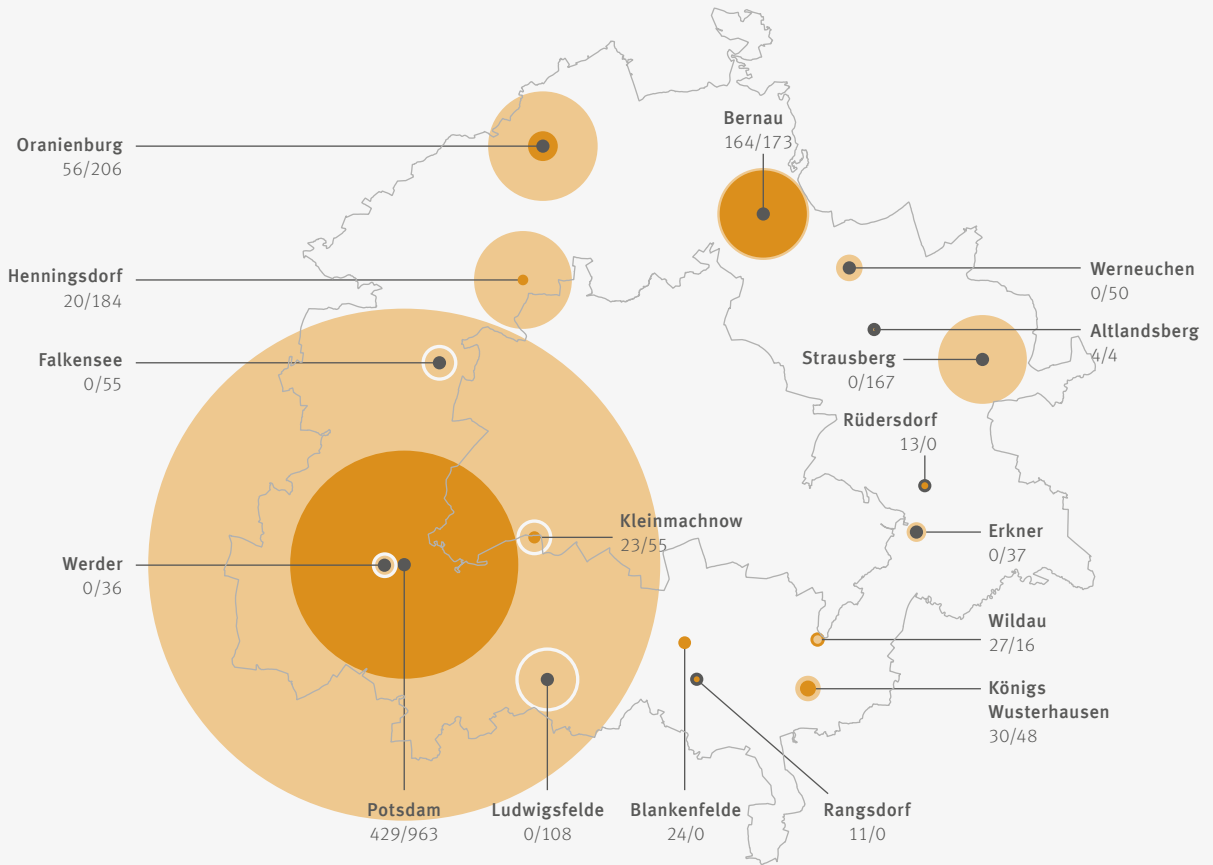 Oranienburg
56/206
Bernau
164/173
Henningsdorf
20/184
Werneuchen
0/50
Altlandsberg
4/4
Falkensee
0/55
Strausberg
0/167
Rüdersdorf
13/0
Kleinmachnow
23/55
Erkner
0/37
Werder
0/36
Wildau
27/16
Königs
Wusterhausen
30/48
Potsdam
429/963
Ludwigsfelde
0/108
Blankenfelde
24/0
Rangsdorf
11/0